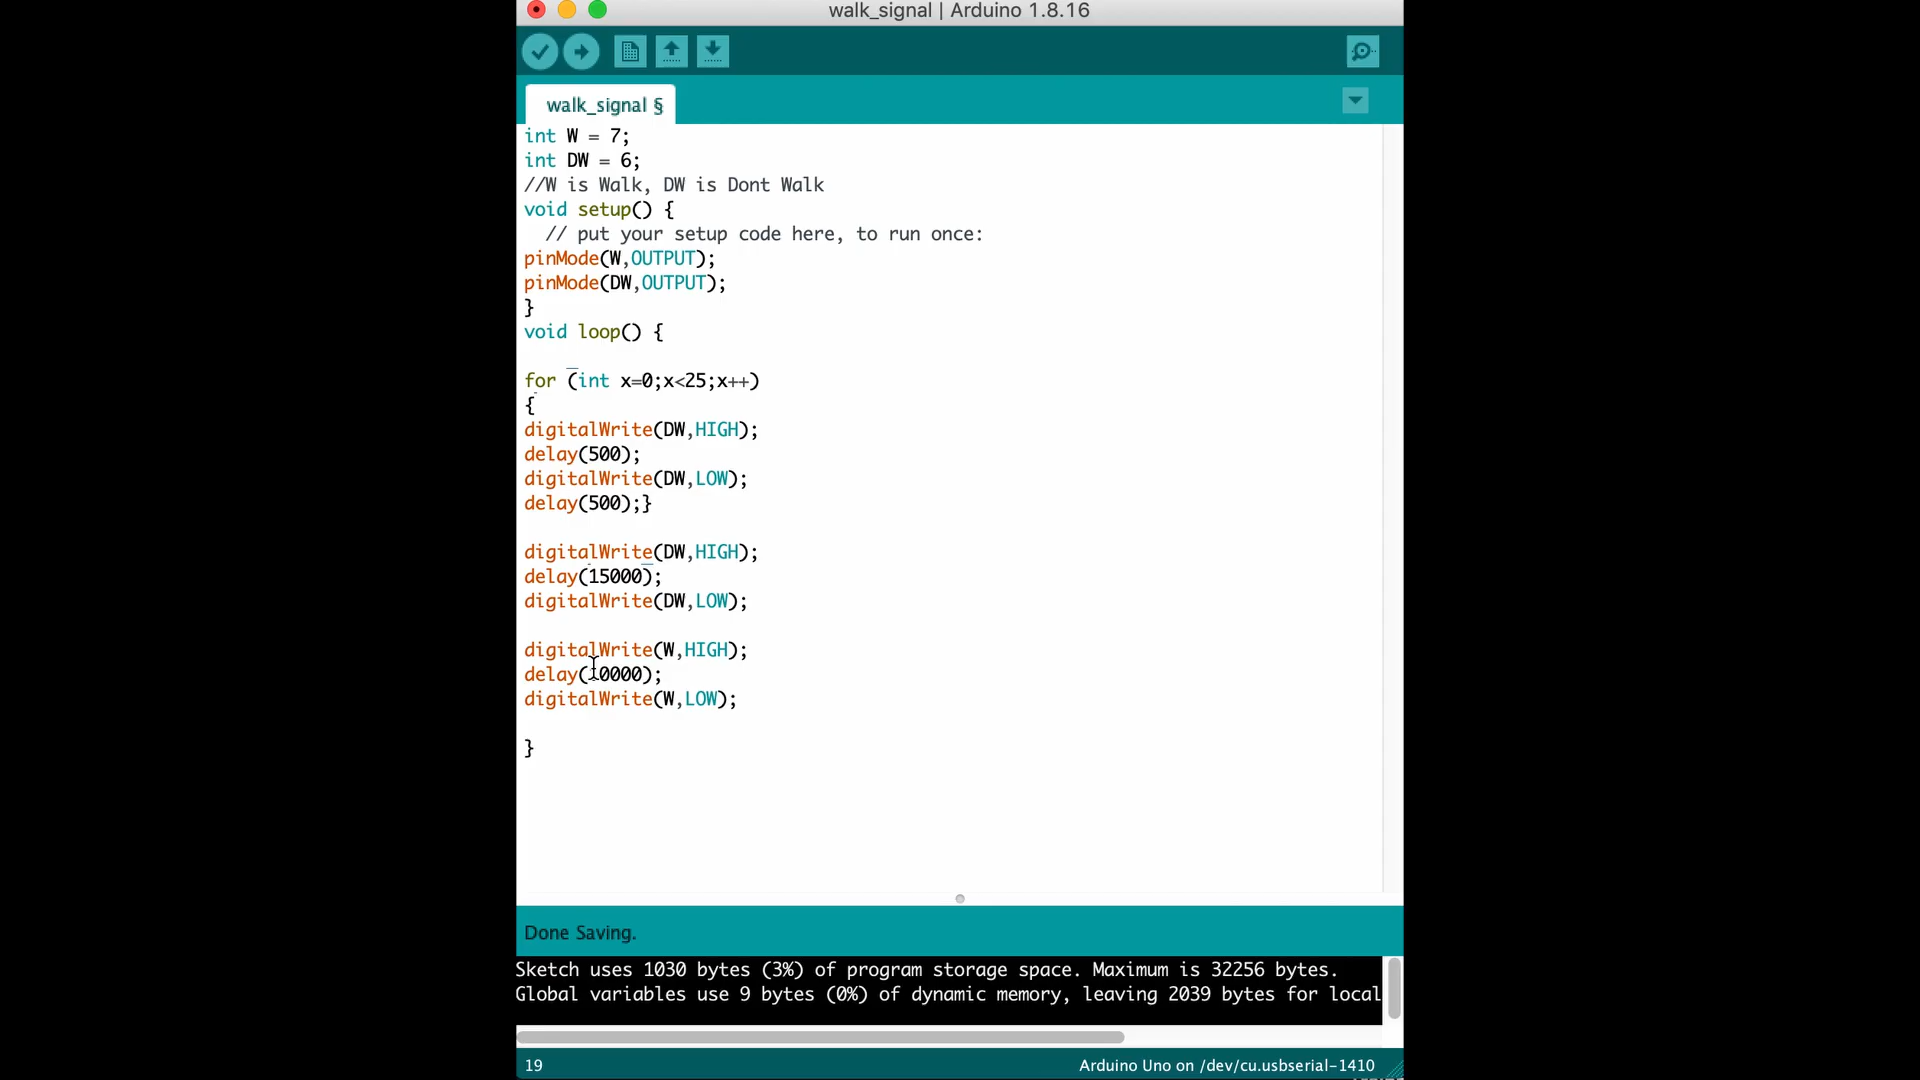 walk_signal | Arduino 1.8.16
walk_signal §
int W = 7;
int DW = 6;
//W is Walk, DW is Dont Walk
void setup() {
// put your setup code here, to run once:
pinMode(W,OUTPUT);
pinMode(DW,OUTPUT);
}
void loop() {
for (int x=0;x<25;x++)
{
digitalWrite(DW,HIGH);
delay(500);
digitalWrite(DW,LOW);
delay(500);}
digitalWrite(DW,HIGH);
delay(15000);
digitalWrite(DW,LOW);
digitalWrite(W,HIGH);
delay(10000);
digitalWrite(W,LOW);
}
Done Saving.
Sketch uses 1030 bytes (3%) of program storage space. Maximum is 32256 bytes.
Global variables use 9 bytes (0%) of dynamic memory, leaving 2039 bytes for local
19
Arduino Uno on /dev/cu.usbserial-1410